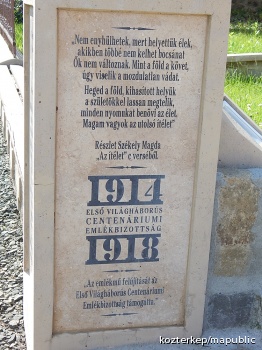 „Nem enyhülhetek, mert helyettük élek,
akikben többé nem kelhet bocsánat
Ők nem változnak. Mint a föld a követ,
úgy viselik a mozdulatlan vádat.
Heged a föld, kihasított helyük
a születőkkel lassan megtelik,
minden nyomukat benövi az élet.
Magam vagyok az utolsó ítélet"
Részlet Székely Magda
„Az ítélet" c. verséből.
1914
ELSŐ VILÁGHÁBORÚS
CENTENÁRIUMI
EMLÉKBIZOTTSÁG
1918
„Az emlékmű felújítását az
Első Világháborús Centenáriumi
Emlékbizottság támogatta."
kozterkep/mapublic